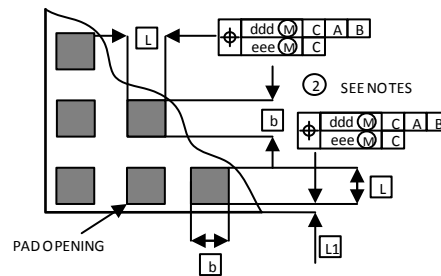 L
⌖ ddd Ⓜ C A B
eee Ⓜ C
2 SEE NOTES
b
⌖ ddd Ⓜ C A B
eee Ⓜ C
L
PAD OPENING
b
L1